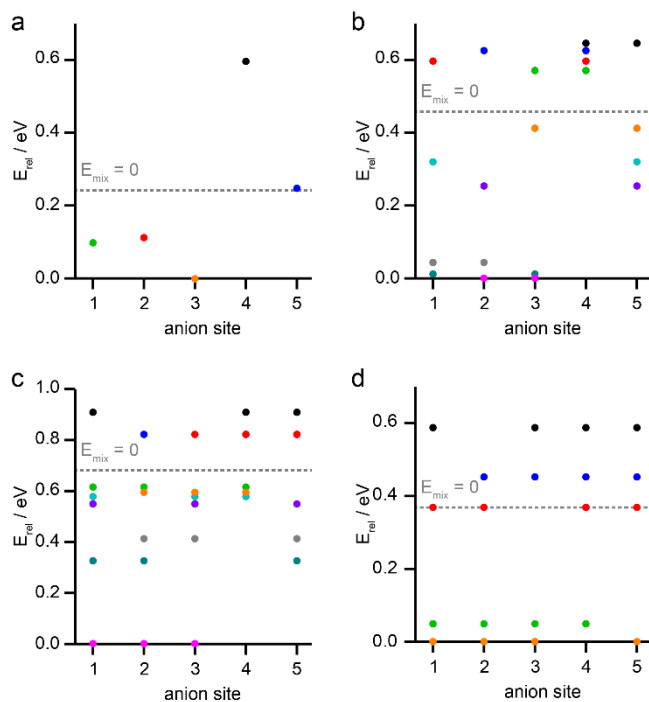 a
E_rel / eV
0.6
0.4
0.2
0.0
E_mix = 0
1 2 3 4 5
anion site
b
E_rel / eV
0.6
0.4
0.2
0.0
E_mix = 0
1 2 3 4 5
anion site
c
E_rel / eV
1.0
0.8
0.6
0.4
0.2
0.0
E_mix = 0
1 2 3 4 5
anion site
d
E_rel / eV
0.6
0.4
0.2
0.0
E_mix = 0
1 2 3 4 5
anion site